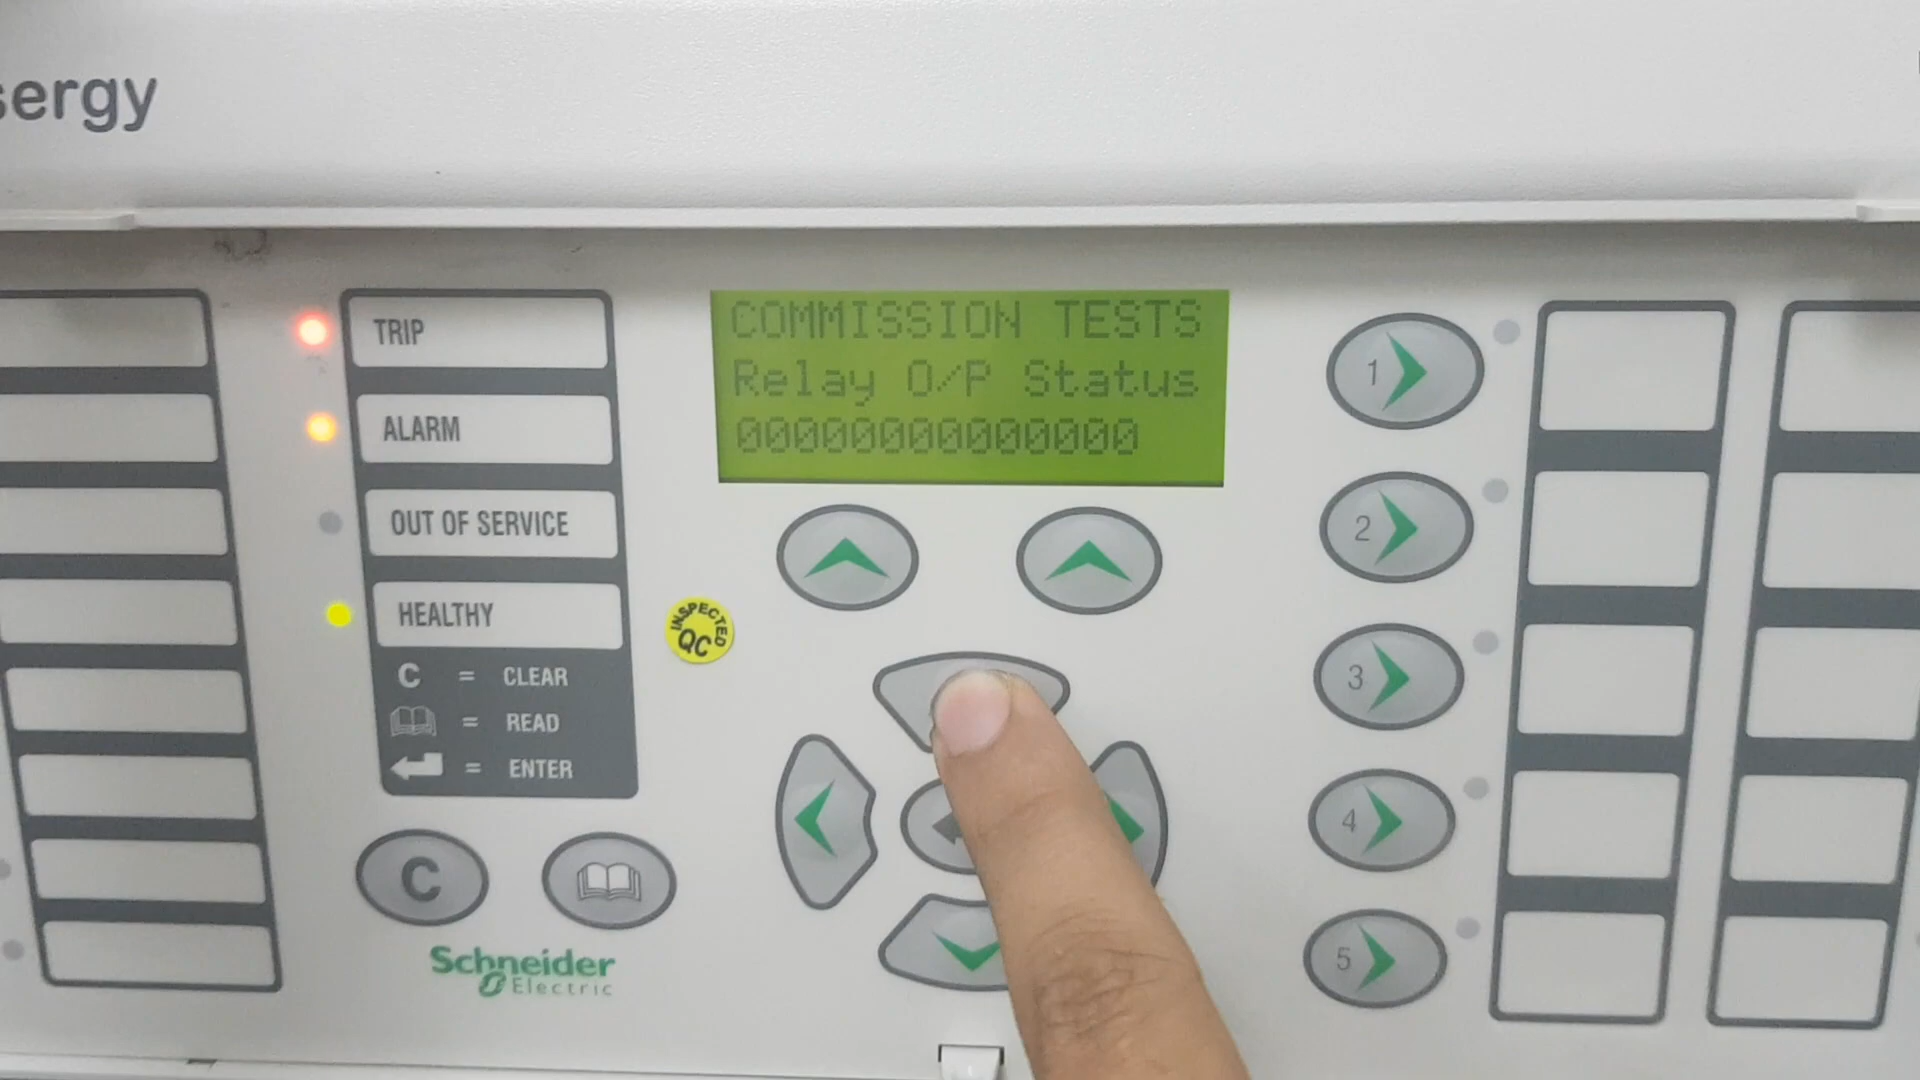 sergy
TRIP
ALARM
OUT OF SERVICE
HEALTHY
C = CLEAR
= READ
= ENTER
C
Schneider
Electric
INSPECTED
QC
COMMISSION TESTS
Relay O/P Status
00000000000000
1
2
3
4
5